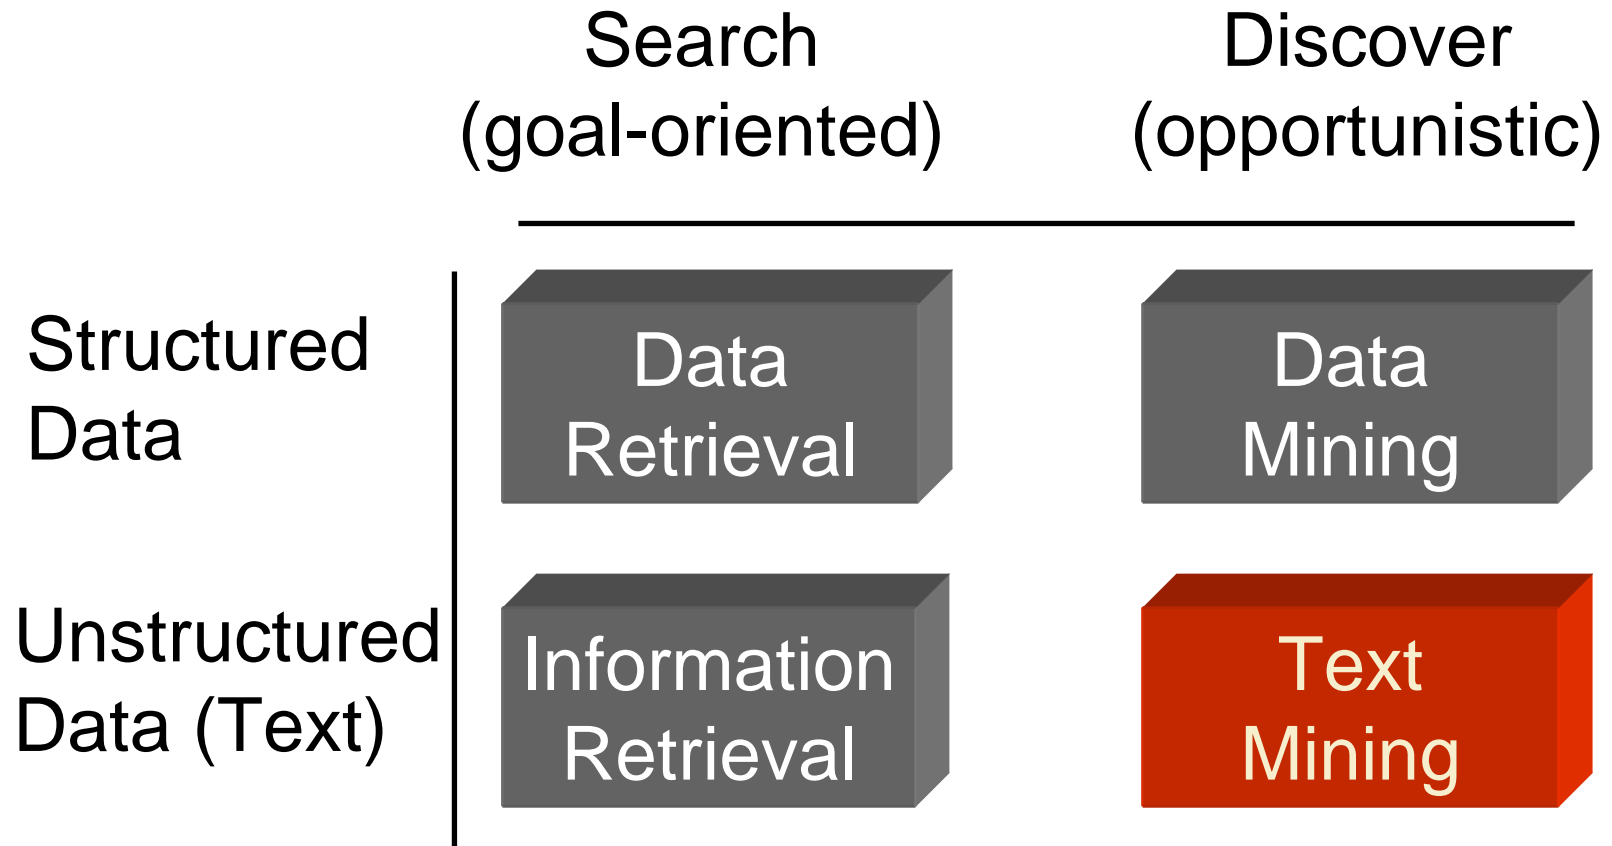 Search
(goal-oriented)
Discover
(opportunistic)
Structured
Data
Data
Retrieval
Data
Mining
Unstructured
Data (Text)
Information
Retrieval
Text
Mining